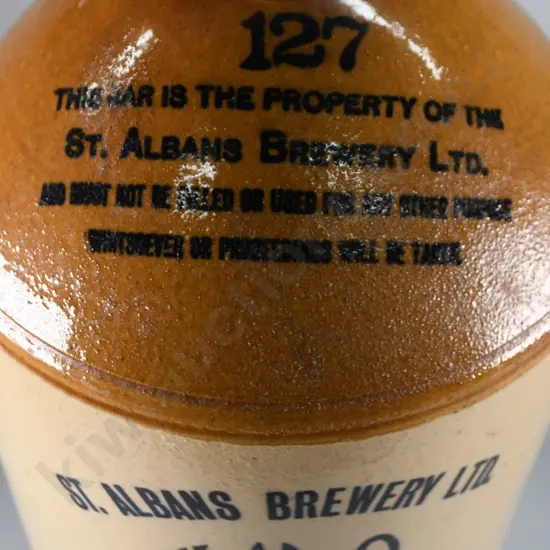 127
THIS JAR IS THE PROPERTY OF THE
ST. ALBANS BREWERY LTD.
AND MUST NOT BE FILLED OR USED FOR ANY OTHER PURPOSE
WHATSOEVER OR PROCEEDINGS WILL BE TAKEN.
ST. ALBANS BREWERY LTD.